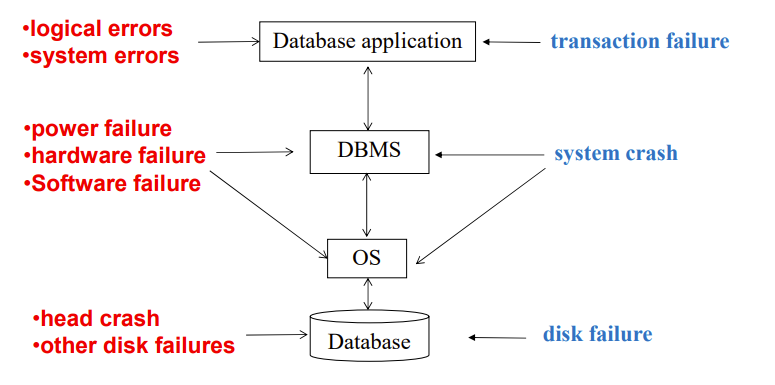 •logical errors
•system errors
Database application
transaction failure
•power failure
•hardware failure
•Software failure
DBMS
system crash
OS
•head crash
•other disk failures
Database
disk failure